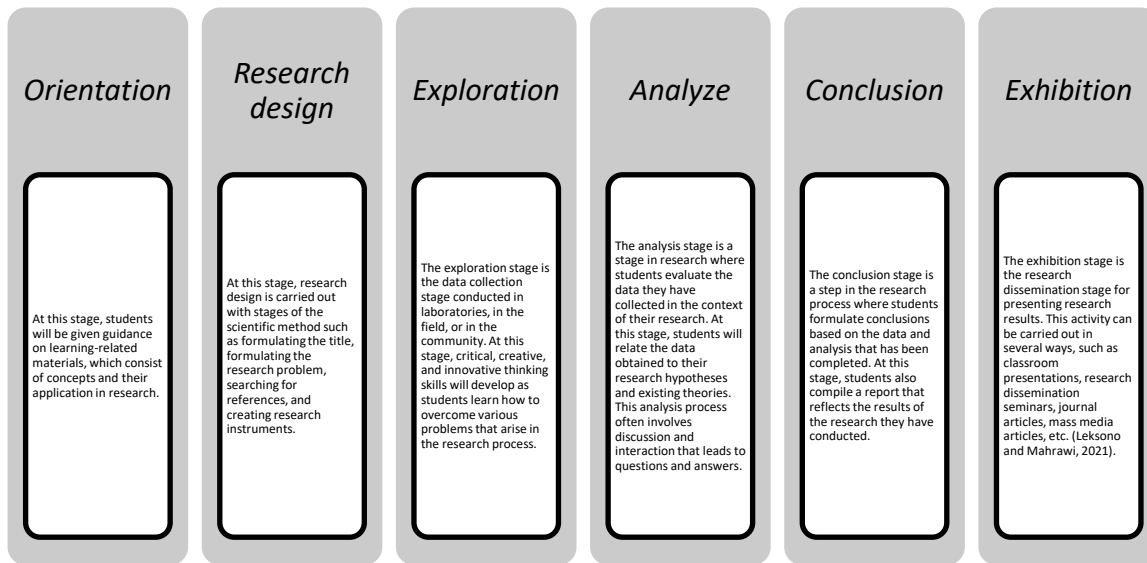 Orientation
At this stage, students
will be given guidance
on learning-related
materials, which consist
of concepts and their
application in research.
Research
design
At this stage, research
design is carried out
with stages of the
scientific method such
as formulating the title,
formulating the
research problem,
searching for
references, and
creating research
instruments.
Exploration
The exploration stage is
the data collection
stage conducted in
laboratories, in the
field, or in the
community. At this
stage, critical, creative,
and innovative thinking
skills will develop as
students learn how to
overcome various
problems that arise in
the research process.
Analyze
The analysis stage is a
stage in research where
students evaluate the
data they have
collected in the context
of their research. At
this stage, students will
relate the data
obtained to their
research hypotheses
and existing theories.
This analysis process
often involves
discussion and
interaction that leads to
questions and answers.
Conclusion
The conclusion stage is
a step in the research
process where students
formulate conclusions
based on the data and
analysis that has been
completed. At this
stage, students also
compile a report that
reflects the results of
the research they have
conducted.
Exhibition
The exhibition stage is
the research
dissemination stage for
presenting research
results. This activity can
be carried out in
several ways, such as
classroom
presentations, research
dissemination
seminars, journal
articles, mass media
articles, etc. (Leksono
and Mahrawi, 2021).